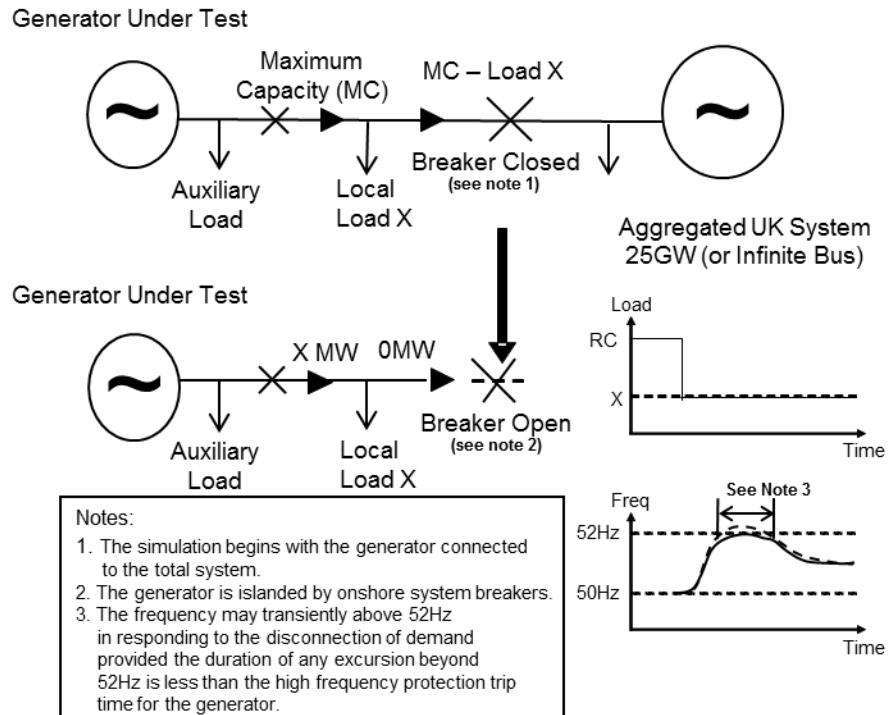 Generator Under Test
Maximum
Capacity (MC)
MC – Load X
~
~
Auxiliary
Load
Local
Load X
Breaker Closed
(see note 1)
Aggregated UK System
25GW (or Infinite Bus)
Generator Under Test
~
X MW
0MW
Auxiliary
Load
Local
Load X
Breaker Open
(see note 2)
Load
RC
X
Time
Freq
See Note 3
52Hz
50Hz
Time
Notes:
1. The simulation begins with the generator connected
to the total system.
2. The generator is islanded by onshore system breakers.
3. The frequency may transiently above 52Hz
in responding to the disconnection of demand
provided the duration of any excursion beyond
52Hz is less than the high frequency protection trip
time for the generator.